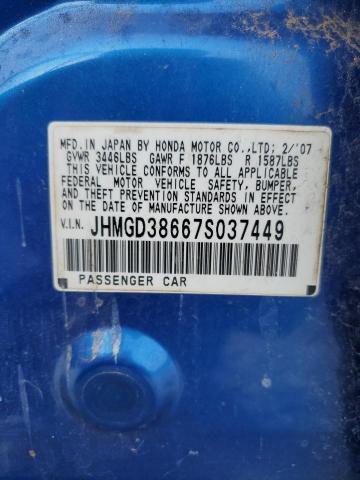 MFD.IN JAPAN BY HONDA MOTOR CO.,LTD; 2/'07
GVWR 3446LBS GAWR F 1876LBS R 1587LBS
THIS VEHICLE CONFORMS TO ALL APPLICABLE
FEDERAL MOTOR VEHICLE SAFETY, BUMPER,
AND THEFT PREVENTION STANDARDS IN EFFECT
ON THE DATE OF MANUFACTURE SHOWN ABOVE.
V.I.N. JHMGD38667S037449
PASSENGER CAR